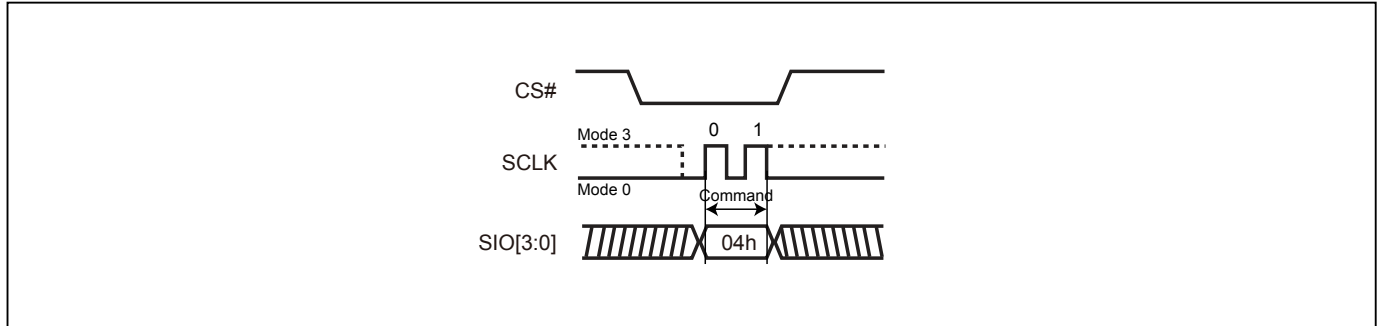 CS#
Mode 3
0 1
SCLK
Mode 0
Command
SIO[3:0]
04h